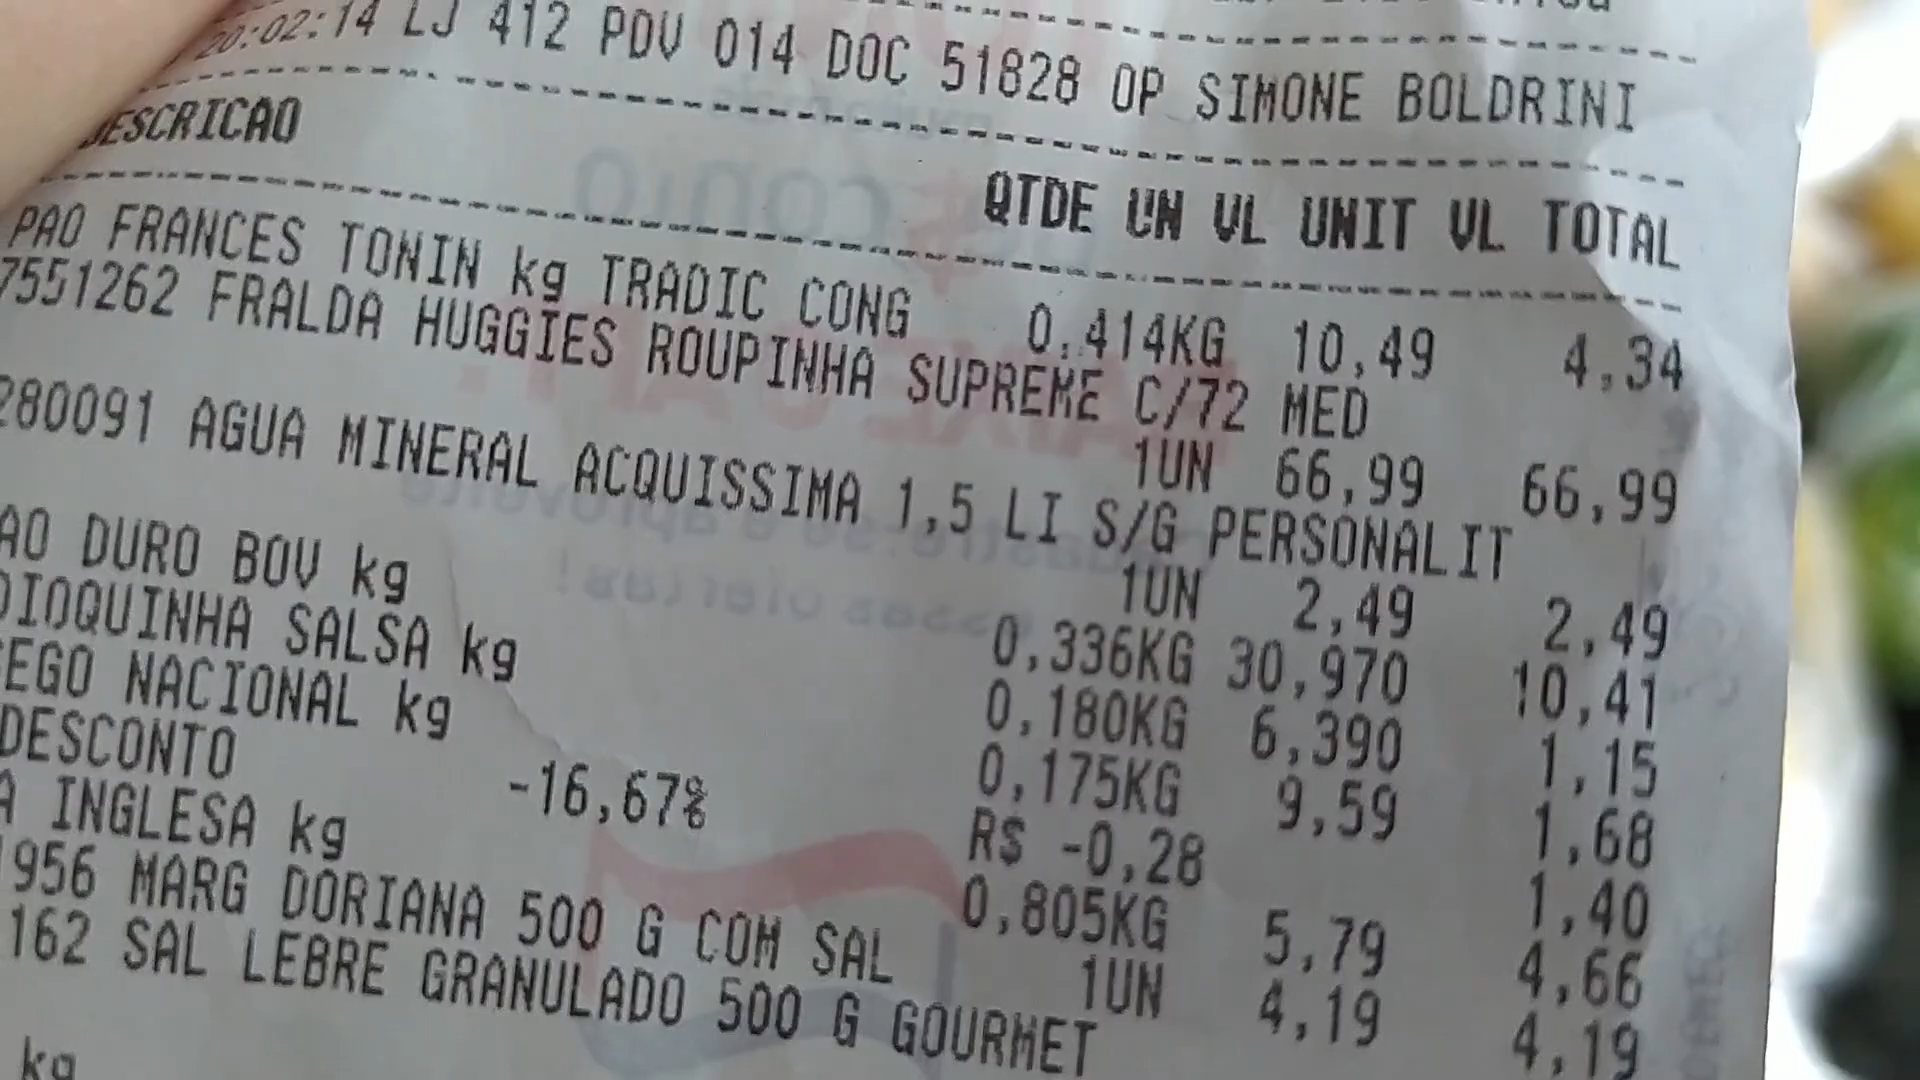 20:02:14 LJ 412 PDV 014 DOC 51828 OP SIMONE BOLDRINI
DESCRICAO QTDE UN VL UNIT VL TOTAL
PAO FRANCES TONIN kg TRADIC CONG 0,414KG 10,49 4,34
7551262 FRALDA HUGGIES ROUPINHA SUPREME C/72 MED
1UN 66,99 66,99
280091 AGUA MINERAL ACQUISSIMA 1,5 LI S/G PERSONALIT
1UN 2,49 2,49
DURO BOV kg 0,336KG 30,970 10,41
DIOQUINHA SALSA kg 0,180KG 6,390 1,15
EGO NACIONAL kg 0,175KG 9,59 1,68
DESCONTO -16,67% R$ -0,28 1,40
A INGLESA kg 0,805KG 5,79 4,66
956 MARG DORIANA 500 G COM SAL 1UN 4,19 4,19
162 SAL LEBRE GRANULADO 500 G GOURMET
kg